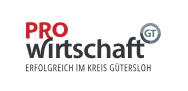 PRO
Wirtschaft GT
ERFOLGREICH IM KREIS GÜTERSLOH